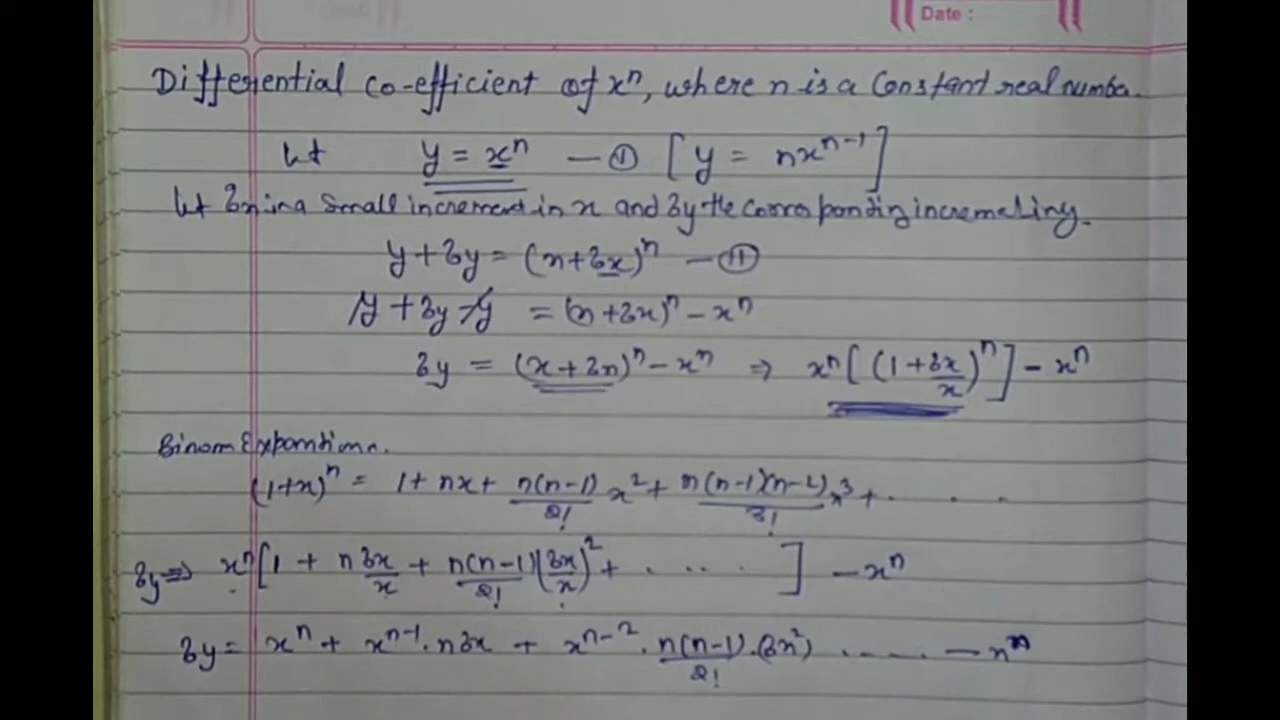 Date :
Differential co-efficient of xⁿ, where n is a Constant real number.
let y = xⁿ — ① [y = nxⁿ⁻¹]
let δx in a small increment in x and δy the corresponding increment in y.
y + δy = (x + δx)ⁿ — ⑪
y + δy - y = (x + δx)ⁿ - xⁿ
δy = (x + δx)ⁿ - xⁿ ⇒ xⁿ[(1 + δx/x)ⁿ] - xⁿ
Binom Expantion.
(1+x)ⁿ = 1 + nx + n(n-1)/2! x² + n(n-1)(n-2)/3! x³ + . . .
δy ⇒ xⁿ[1 + n δx/x + n(n-1)/2! (δx/x)² + . ... . ] - xⁿ
δy = xⁿ + xⁿ⁻¹. nδx + xⁿ⁻². n(n-1)/2! .(δx²) ..... - xⁿ